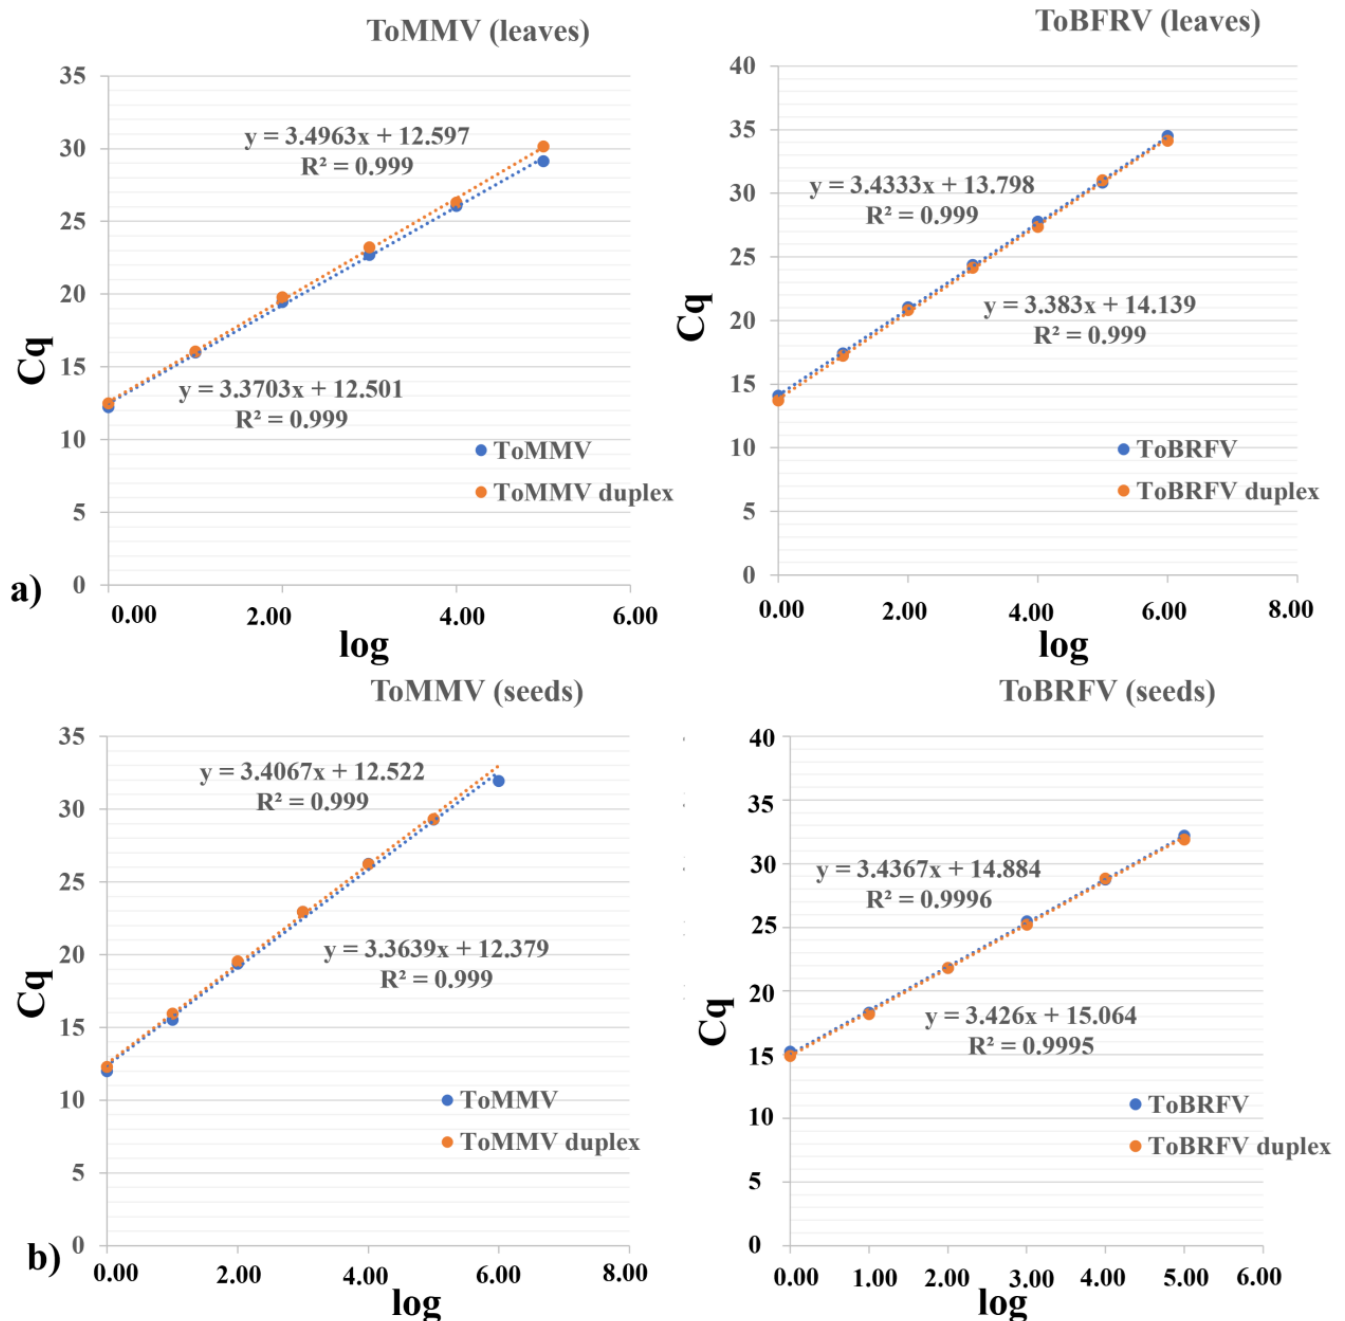 ToMMV (leaves)
35
30
25
20
15
10
5
0
Cq
y = 3.4963x + 12.597
R² = 0.999
y = 3.3703x + 12.501
R² = 0.999
ToMMV
ToMMV duplex
0.00 2.00 4.00 6.00
log
a)
ToBFRV (leaves)
40
35
30
25
20
15
10
5
0
Cq
y = 3.4333x + 13.798
R² = 0.999
y = 3.383x + 14.139
R² = 0.999
ToBRFV
ToBRFV duplex
0.00 2.00 4.00 6.00 8.00
log
ToMMV (seeds)
35
30
25
20
15
10
5
0
Cq
y = 3.4067x + 12.522
R² = 0.999
y = 3.3639x + 12.379
R² = 0.999
ToMMV
ToMMV duplex
0.00 2.00 4.00 6.00 8.00
log
b)
ToBRFV (seeds)
40
35
30
25
20
15
10
5
0
Cq
y = 3.4367x + 14.884
R² = 0.9996
y = 3.426x + 15.064
R² = 0.9995
ToBRFV
ToBRFV duplex
0.00 1.00 2.00 3.00 4.00 5.00 6.00
log